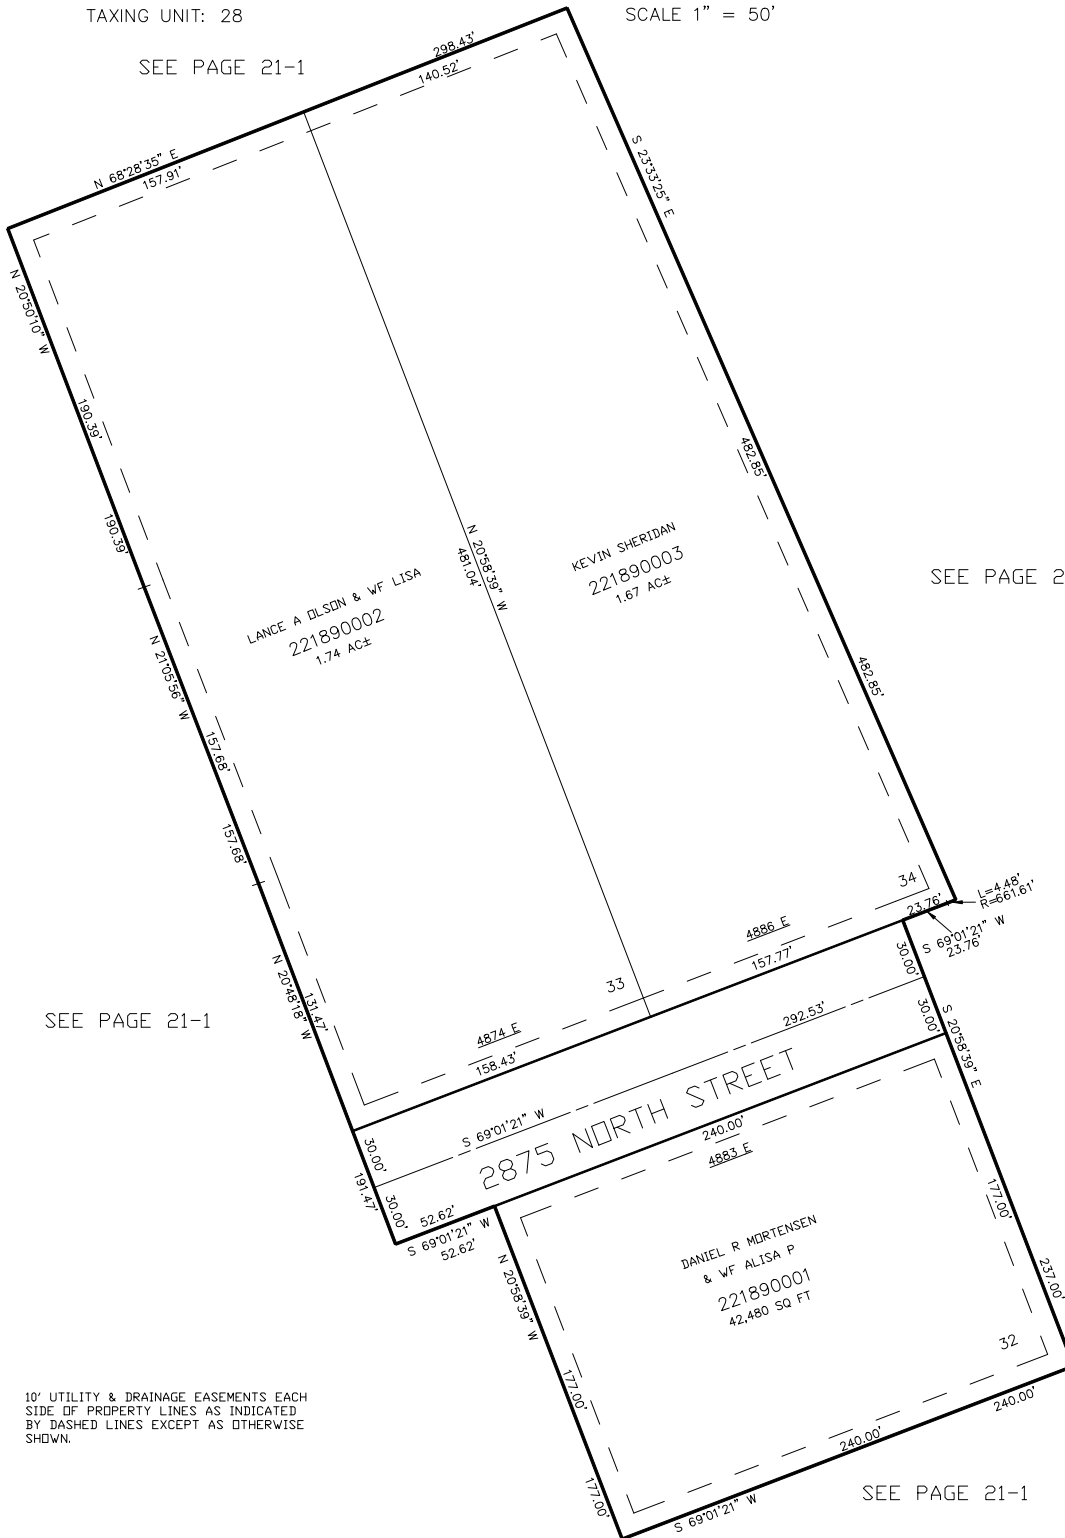 TAXING UNIT: 28
SCALE 1" = 50'
SEE PAGE 21-1
298.43'
140.52'
N 68°28'35" E
157.91'
S 23°33'25" E
N 20°50'10" W
190.39'
190.39'
482.85'
N 20°58'39" W
481.04'
KEVIN SHERIDAN
221890003
1.67 AC±
LANCE A OLSON & WF LISA
221890002
1.74 AC±
SEE PAGE 2
N 21°05'56" W
482.85'
157.68'
157.68'
34
L=4.48'
R=661.61'
23.76'
S 69°01'21" W
23.76'
4886 E
157.77'
30.00'
33
N 20°48'18" W
131.47'
SEE PAGE 21-1
4874 E
158.43'
292.53'
30.00'
S 20°58'39" E
S 69°01'21" W
2875 NORTH STREET
240.00'
4883 E
30.00'
191.47'
30.00'
52.62'
S 69°01'21" W
52.62'
177.00'
DANIEL R MORTENSEN
& WF ALISA P
221890001
42,480 SQ FT
N 20°58'39" W
237.00'
32
177.00'
240.00'
240.00'
10' UTILITY & DRAINAGE EASEMENTS EACH
SIDE OF PROPERTY LINES AS INDICATED
BY DASHED LINES EXCEPT AS OTHERWISE
SHOWN.
177.00'
S 69°01'21" W
SEE PAGE 21-1